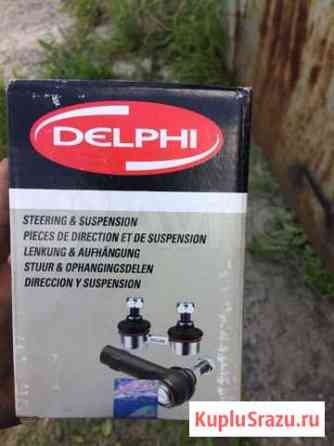 DELPHI
STEERING & SUSPENSION
PIECES DE DIRECTION ET DE SUSPENSION
LENKUNG & AUFHÄNGUNG
STUUR & OPHANGINGSDELEN
DIRECCION Y SUSPENSION
KupluSrazu.ru